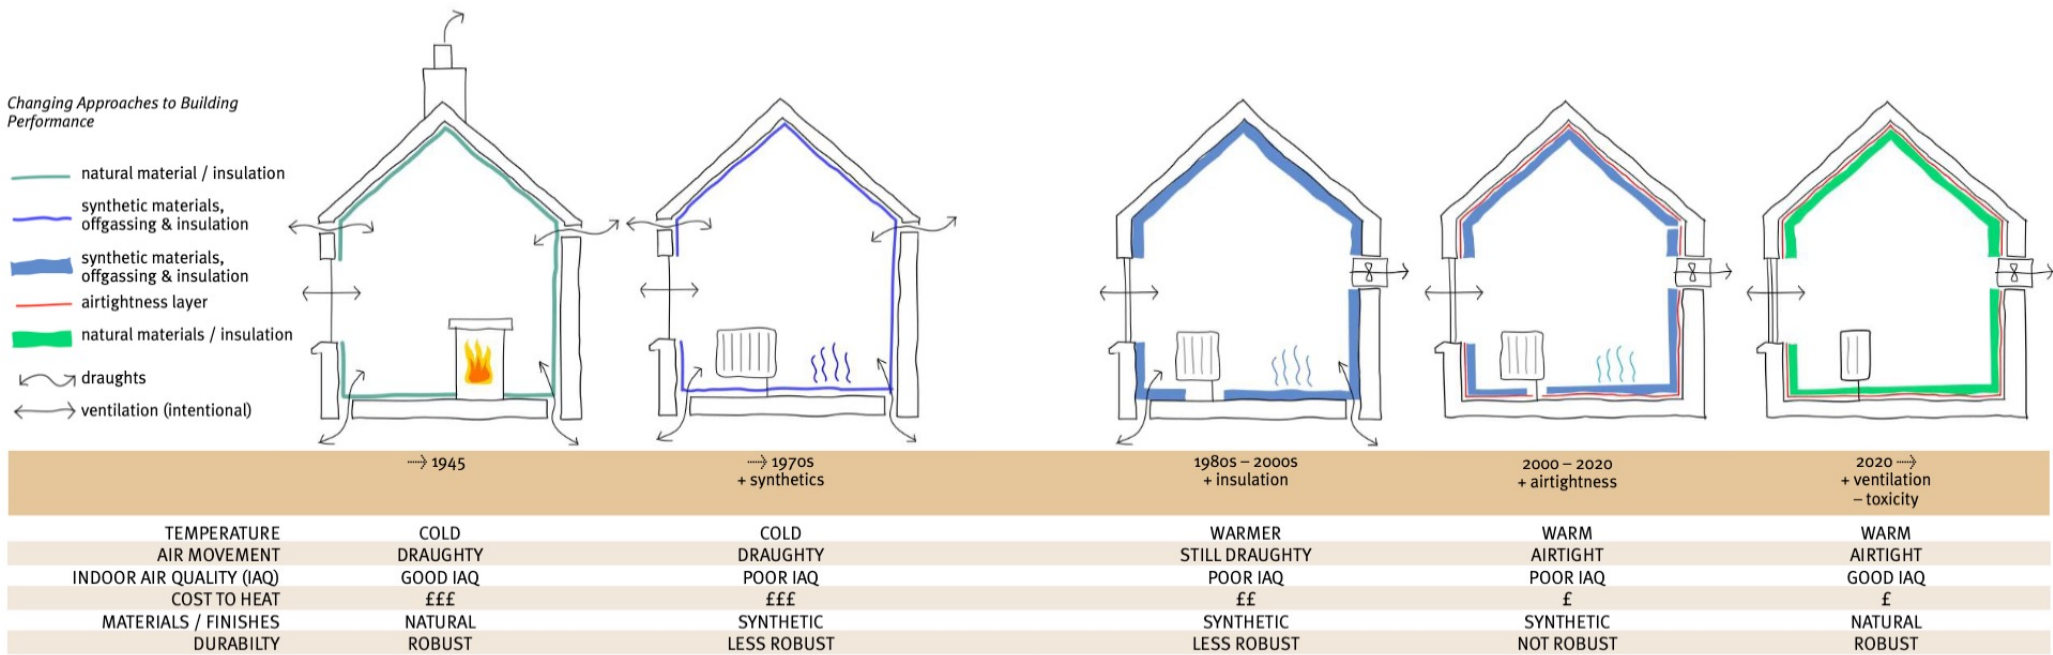 Changing Approaches to Building
Performance
natural material / insulation
synthetic materials,
offgassing & insulation
synthetic materials,
offgassing & insulation
airtightness layer
natural materials / insulation
draughts
ventilation (intentional)
→ 1945
→ 1970s
+ synthetics
1980s – 2000s
+ insulation
2000 – 2020
+ airtightness
2020 →
+ ventilation
– toxicity
TEMPERATURE COLD COLD WARMER WARM WARM
AIR MOVEMENT DRAUGHTY DRAUGHTY STILL DRAUGHTY AIRTIGHT AIRTIGHT
INDOOR AIR QUALITY (IAQ) GOOD IAQ POOR IAQ POOR IAQ POOR IAQ GOOD IAQ
COST TO HEAT £££ £££ ££ £ £
MATERIALS / FINISHES NATURAL SYNTHETIC SYNTHETIC SYNTHETIC NATURAL
DURABILTY ROBUST LESS ROBUST LESS ROBUST NOT ROBUST ROBUST